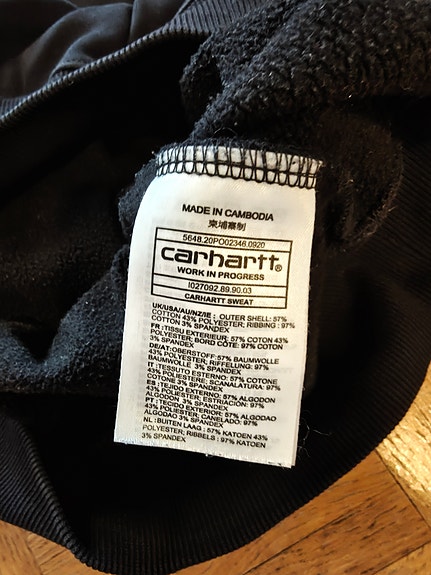 MADE IN CAMBODIA
柬埔寨制
5648.20PO02346.0920
carhartt®
WORK IN PROGRESS
I027092.89.90.03
CARHARTT SWEAT
UK/USA/AU/NZ/IE : OUTER SHELL: 57%
COTTON 43% POLYESTER; RIBBING : 97%
COTTON 3% SPANDEX
FR :TISSU EXTERIEUR: 57% COTON 43%
POLYESTER; BORD CÔTE: 97% COTON
3% SPANDEX
DE/AT:OBERSTOFF: 57% BAUMWOLLE
43% POLYESTER; RIFFELUNG: 97%
BAUMWOLLE 3% SPANDEX
IT :TESSUTO ESTERNO: 57% COTONE
43% POLIESTERE; SCANALATURA: 97%
COTONE 3% SPANDEX
ES :TEJIDO EXTERNO: 57% ALGODON
43% POLIESTER; ESTRIACIÓN: 97%
ALGODÓN 3% SPANDEX
PT :TECIDO EXTERIOR: 57% ALGODAO
43% POLIESTER; CANELADO: 97%
ALGODAO 3% SPANDEX
NL : BUITEN LAAG : 57% KATOEN 43%
POLYESTER; RIBBELS : 97% KATOEN
3% SPANDEX